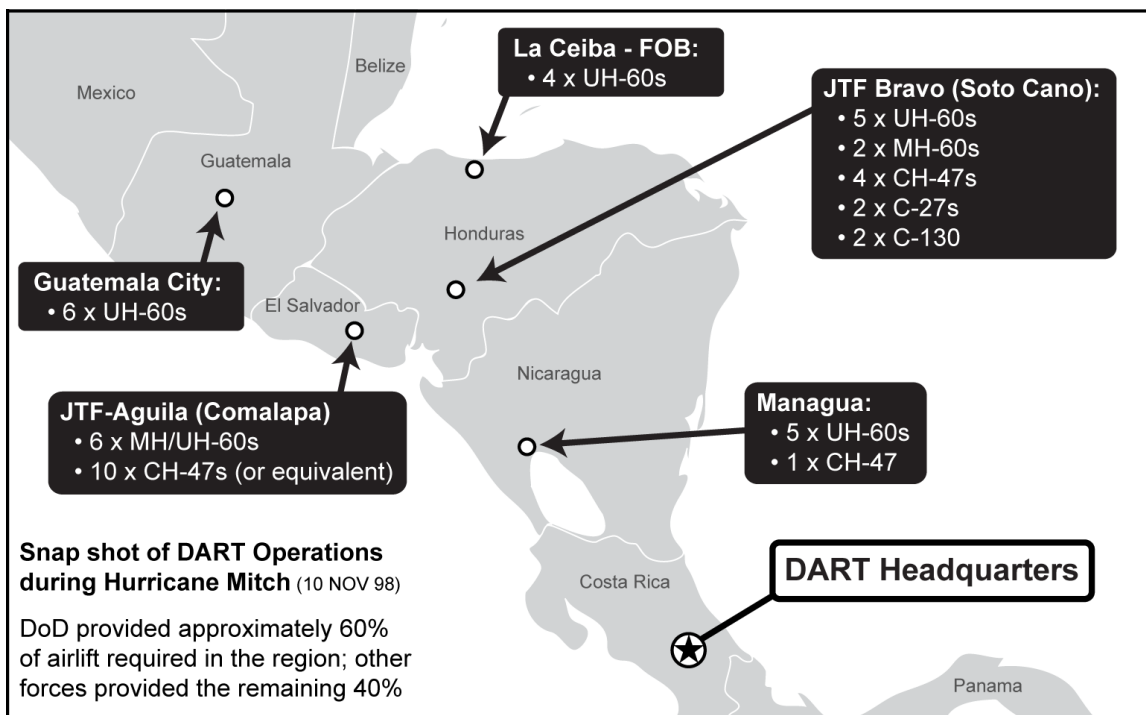 La Ceiba - FOB:
• 4 x UH-60s
JTF Bravo (Soto Cano):
• 5 x UH-60s
• 2 x MH-60s
• 4 x CH-47s
• 2 x C-27s
• 2 x C-130
Mexico
Belize
Guatemala
Honduras
Guatemala City:
• 6 x UH-60s
El Salvador
Nicaragua
JTF-Aguila (Comalapa)
• 6 x MH/UH-60s
• 10 x CH-47s (or equivalent)
Managua:
• 5 x UH-60s
• 1 x CH-47
Snap shot of DART Operations
during Hurricane Mitch (10 NOV 98)
DoD provided approximately 60%
of airlift required in the region; other
forces provided the remaining 40%
Costa Rica
DART Headquarters
Panama